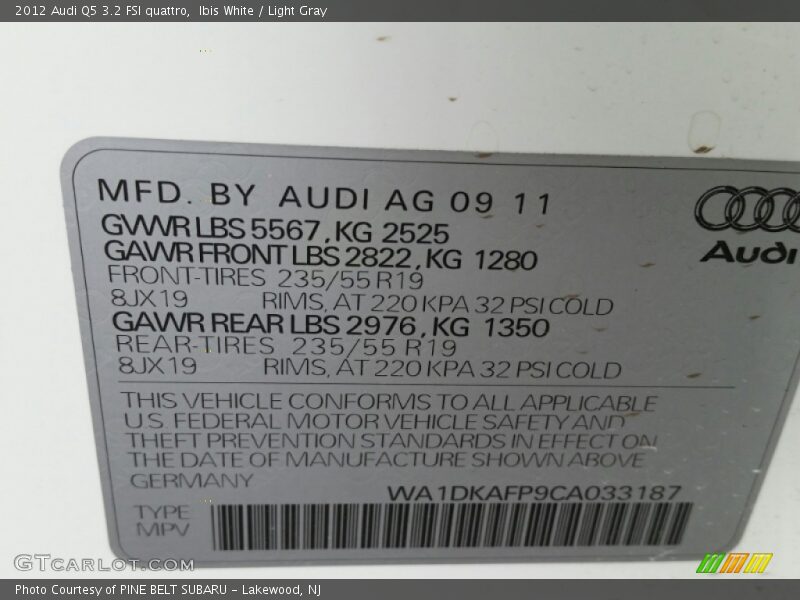 2012 Audi Q5 3.2 FSI quattro,  Ibis White / Light Gray
MFD. BY AUDI AG 09 11
GVWR LBS 5567, KG 2525
GAWR FRONT LBS 2822, KG 1280
FRONT-TIRES 235/55 R19
8JX19 RIMS, AT 220 KPA 32 PSI COLD
GAWR REAR LBS 2976, KG 1350
REAR-TIRES 235/55 R19
8JX19 RIMS, AT 220 KPA 32 PSI COLD
Audi
THIS VEHICLE CONFORMS TO ALL APPLICABLE
U.S. FEDERAL MOTOR VEHICLE SAFETY AND
THEFT PREVENTION STANDARDS IN EFFECT ON
THE DATE OF MANUFACTURE SHOWN ABOVE
GERMANY
WA1DKAFP9CA033187
TYPE
MPV
GTCarLot.com
Photo Courtesy of PINE BELT SUBARU - Lakewood, NJ